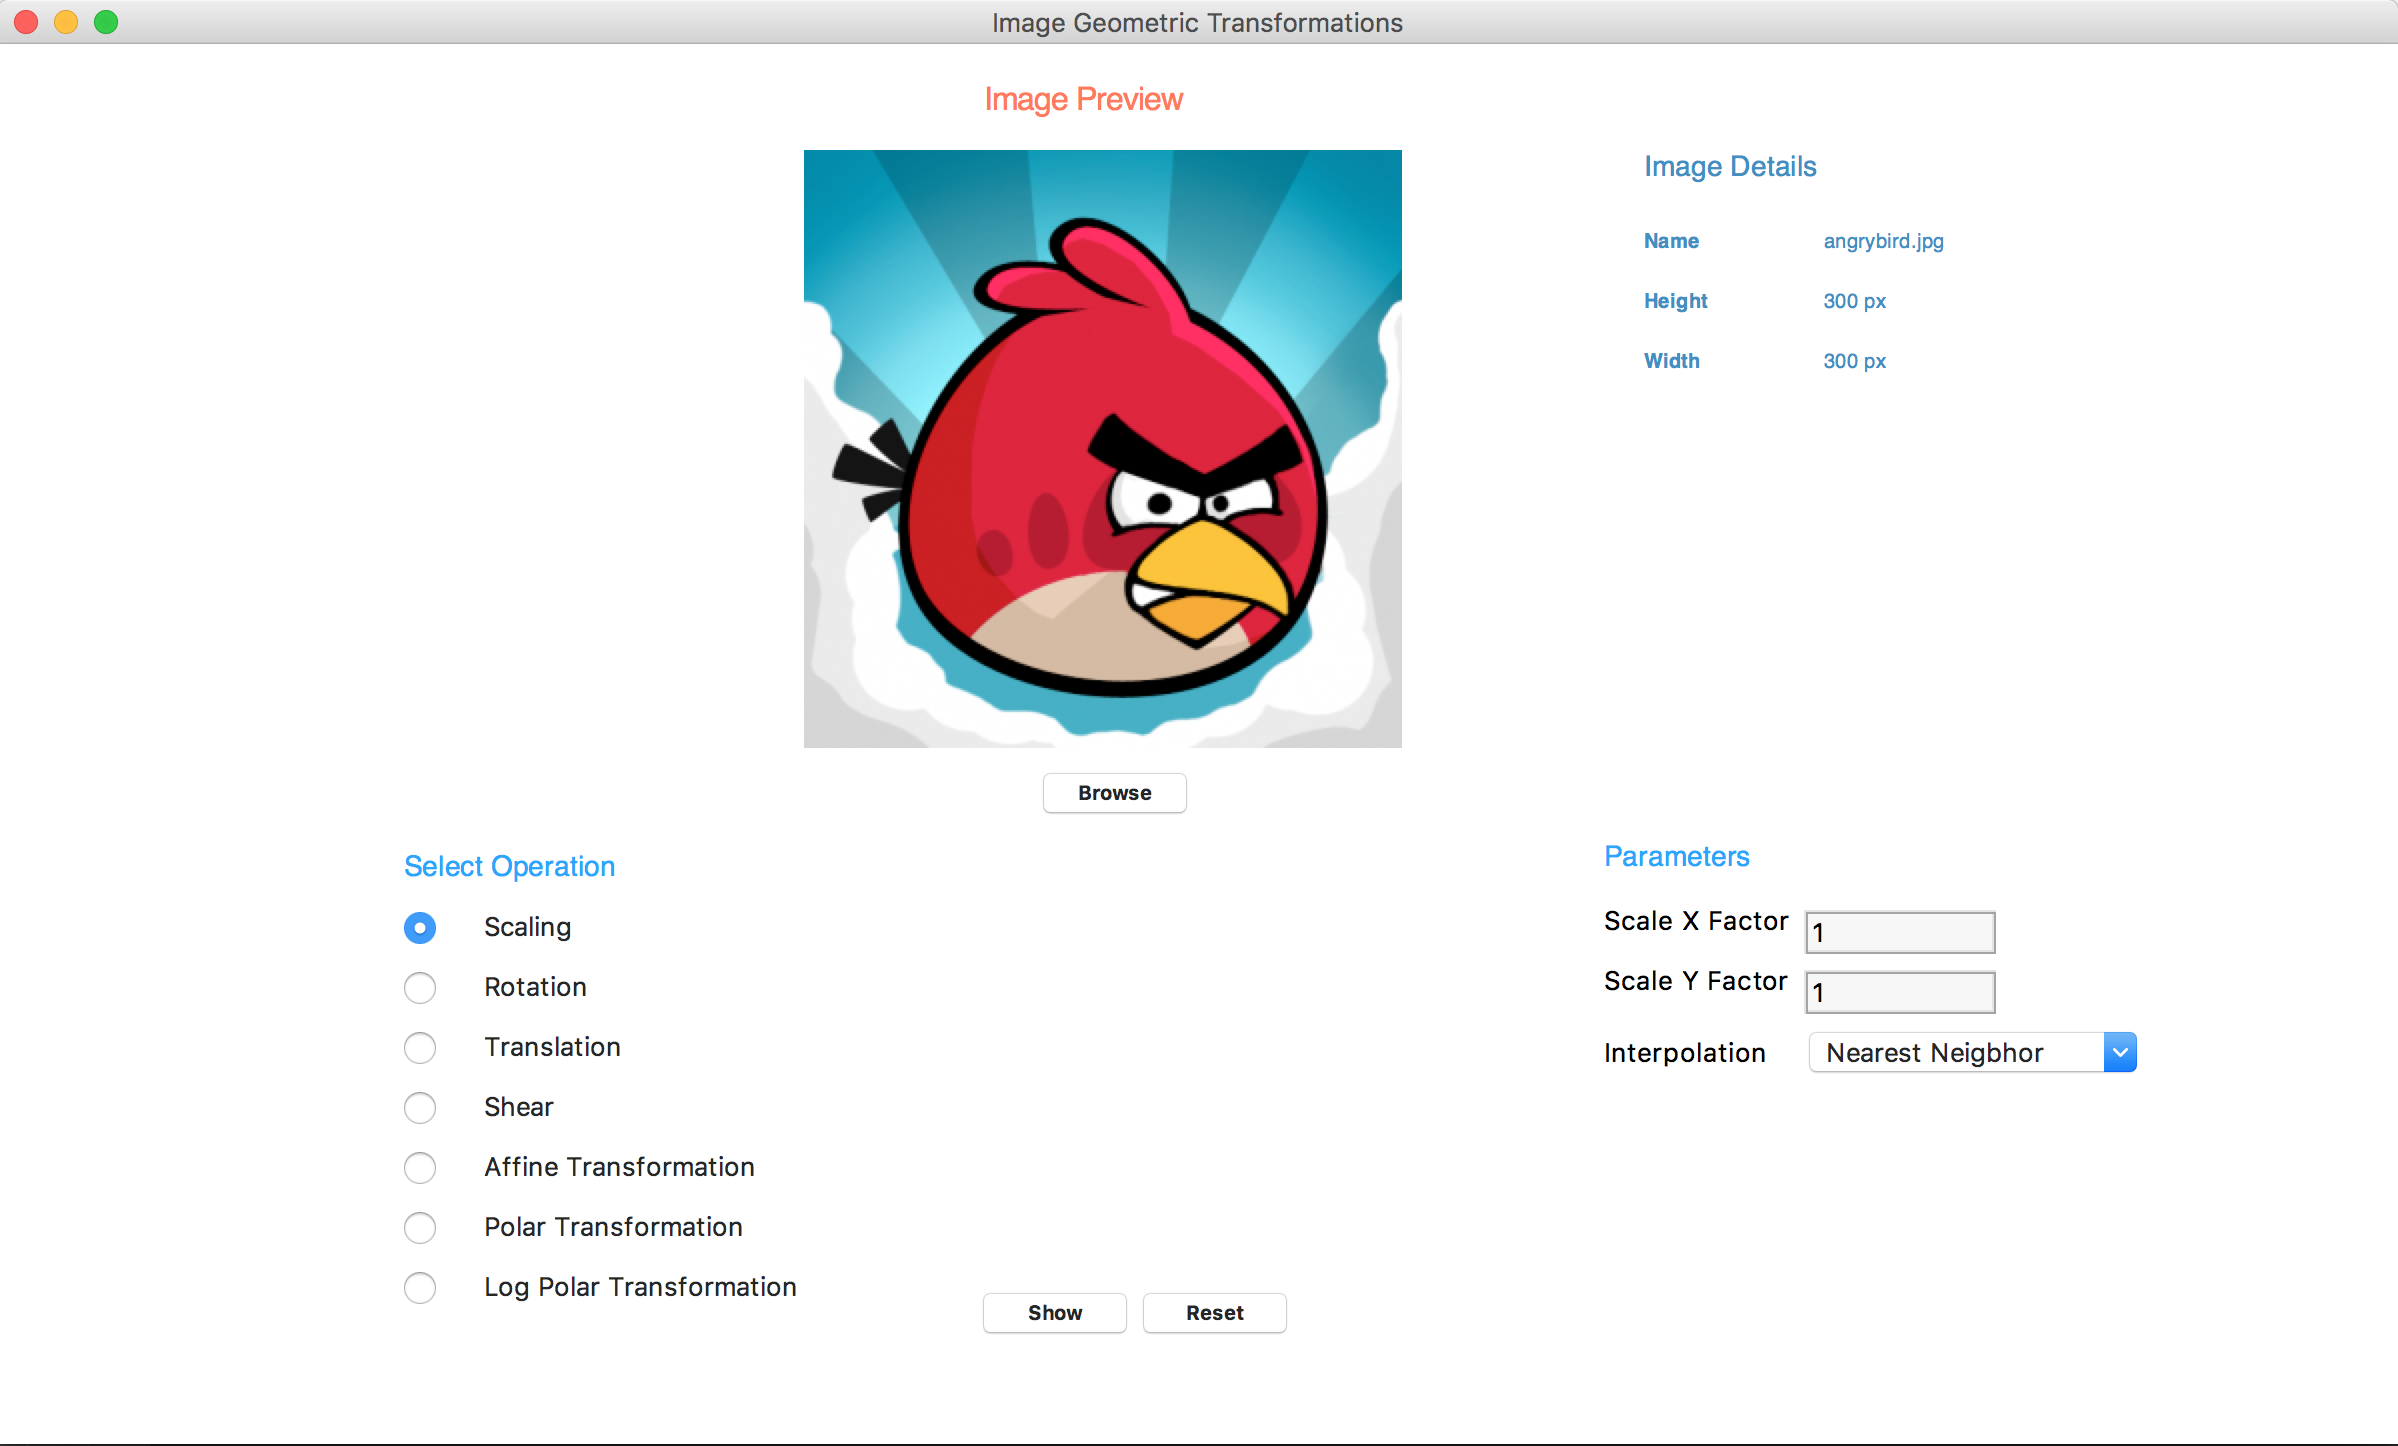 Image Geometric Transformations
Image Preview
Image Details
Name angrybird.jpg
Height 300 px
Width 300 px
Browse
Select Operation
Scaling
Rotation
Translation
Shear
Affine Transformation
Polar Transformation
Log Polar Transformation
Parameters
Scale X Factor 1
Scale Y Factor 1
Interpolation Nearest Neigbhor
Show Reset